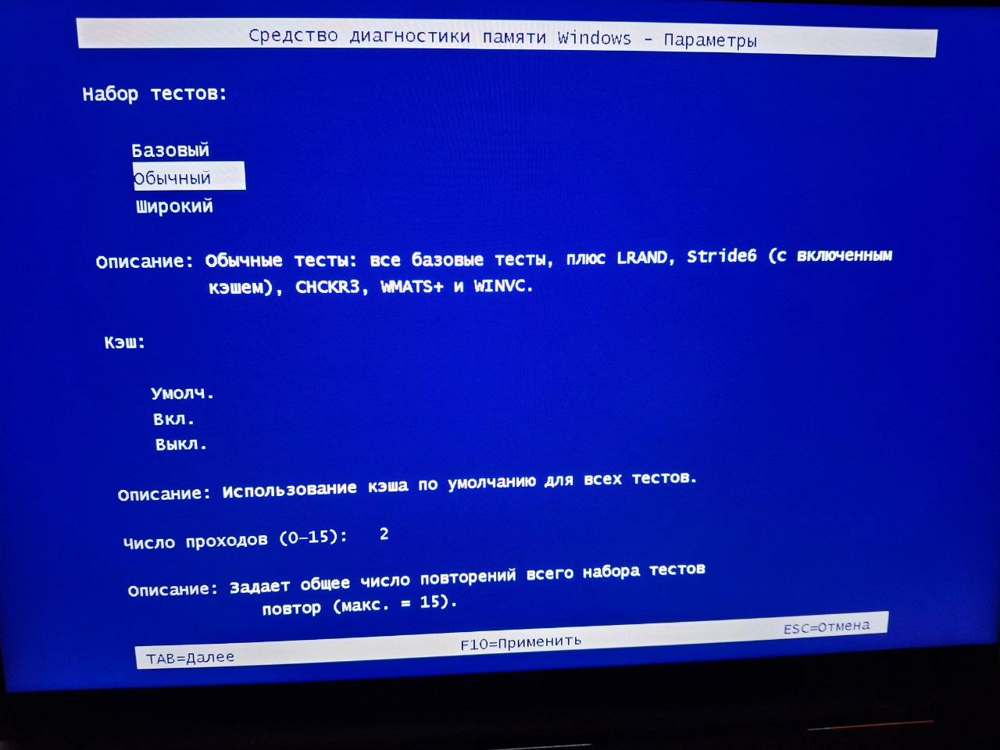 Средство диагностики памяти Windows - Параметры
Набор тестов:
Базовый
Обычный
Широкий
Описание: Обычные тесты: все базовые тесты, плюс LRAND, Stride6 (с включенным
кэшем), CHCKR3, WMATS+ и WINVC.
Кэш:
Умолч.
Вкл.
Выкл.
Описание: Использование кэша по умолчанию для всех тестов.
Число проходов (0-15): 2
Описание: Задает общее число повторений всего набора тестов
повтор (макс. = 15).
TAB=Далее F10=Применить ESC=Отмена